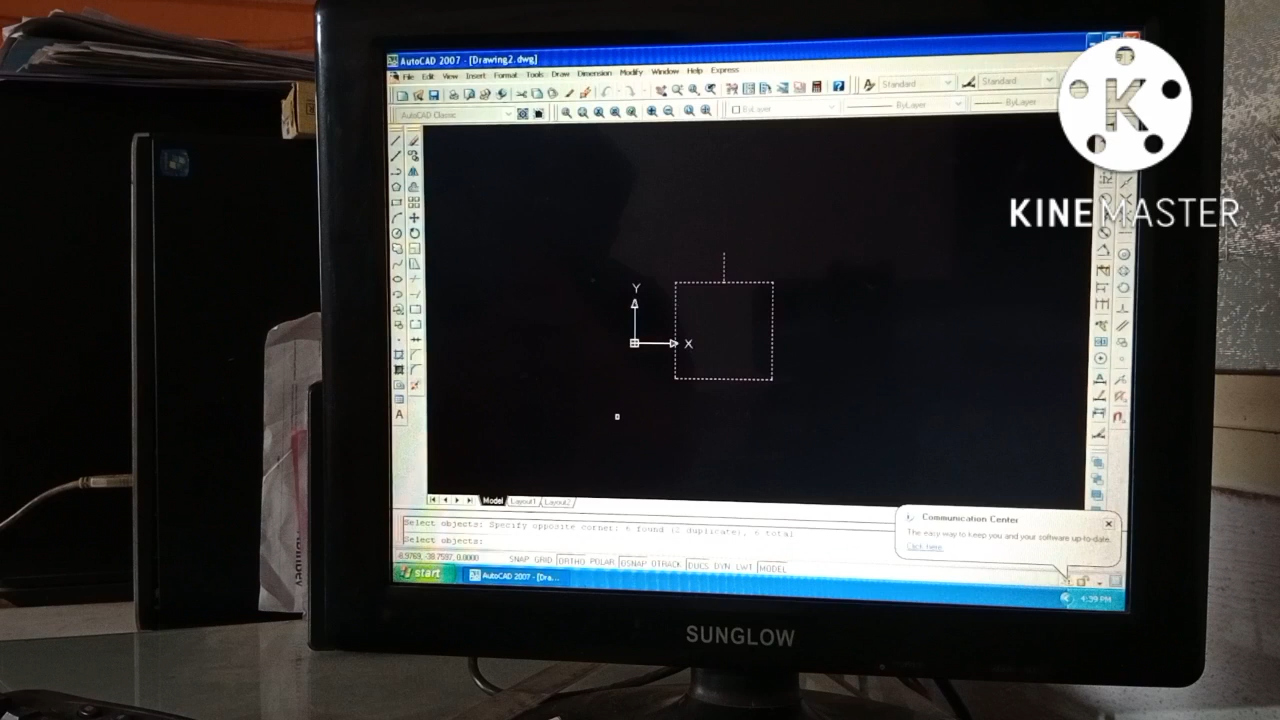 AutoCAD 2007 - [Drawing2.dwg]
File Edit View Insert Format Tools Draw Dimension Modify Window Help Express
Standard Standard
AutoCAD Classic ByLayer ByLayer ByLayer
K
KINEMASTER
Y
X
A
Model Layout1 Layout2
Select objects: Specify opposite corner: 4 found (2 duplicate), 6 total
Select objects:
Communication Center
The easy way to keep you and your software up-to-date.
Click here
SNAP GRID ORTHO POLAR OSNAP OTRACK DUCS DYN LWT MODEL
start AutoCAD 2007 - [Dra...
4:39 PM
SUNGLOW